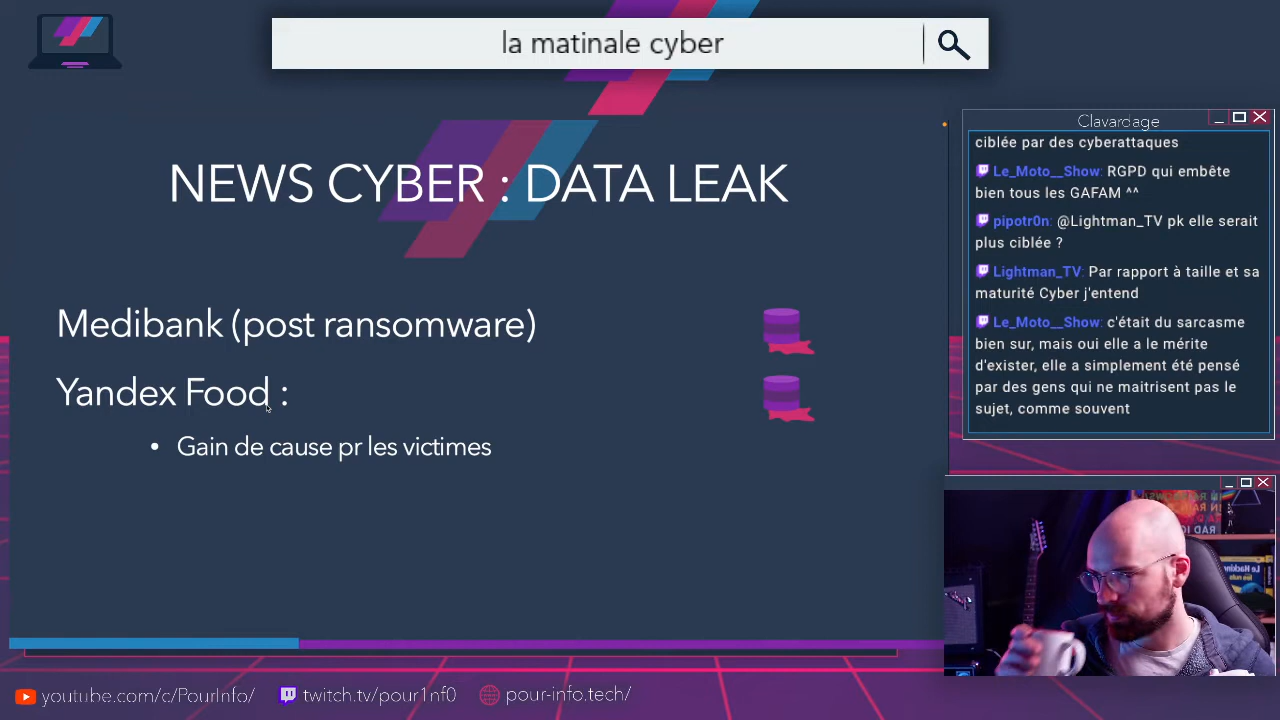 la matinale cyber
NEWS CYBER : DATA LEAK
Medibank (post ransomware)
Yandex Food :
• Gain de cause pr les victimes
Clavardage
ciblée par des cyberattaques
Le_Moto__Show: RGPD qui embête
bien tous les GAFAM ^^
pipotr0n: @Lightman_TV pk elle serait
plus ciblée ?
Lightman_TV: Par rapport à taille et sa
maturité Cyber j'entend
Le_Moto__Show: c'était du sarcasme
bien sur, mais oui elle a le mérite
d'exister, elle a simplement été pensé
par des gens qui ne maitrisent pas le
sujet, comme souvent
youtube.com/c/PourInfo/
twitch.tv/pour1nf0
pour-info.tech/